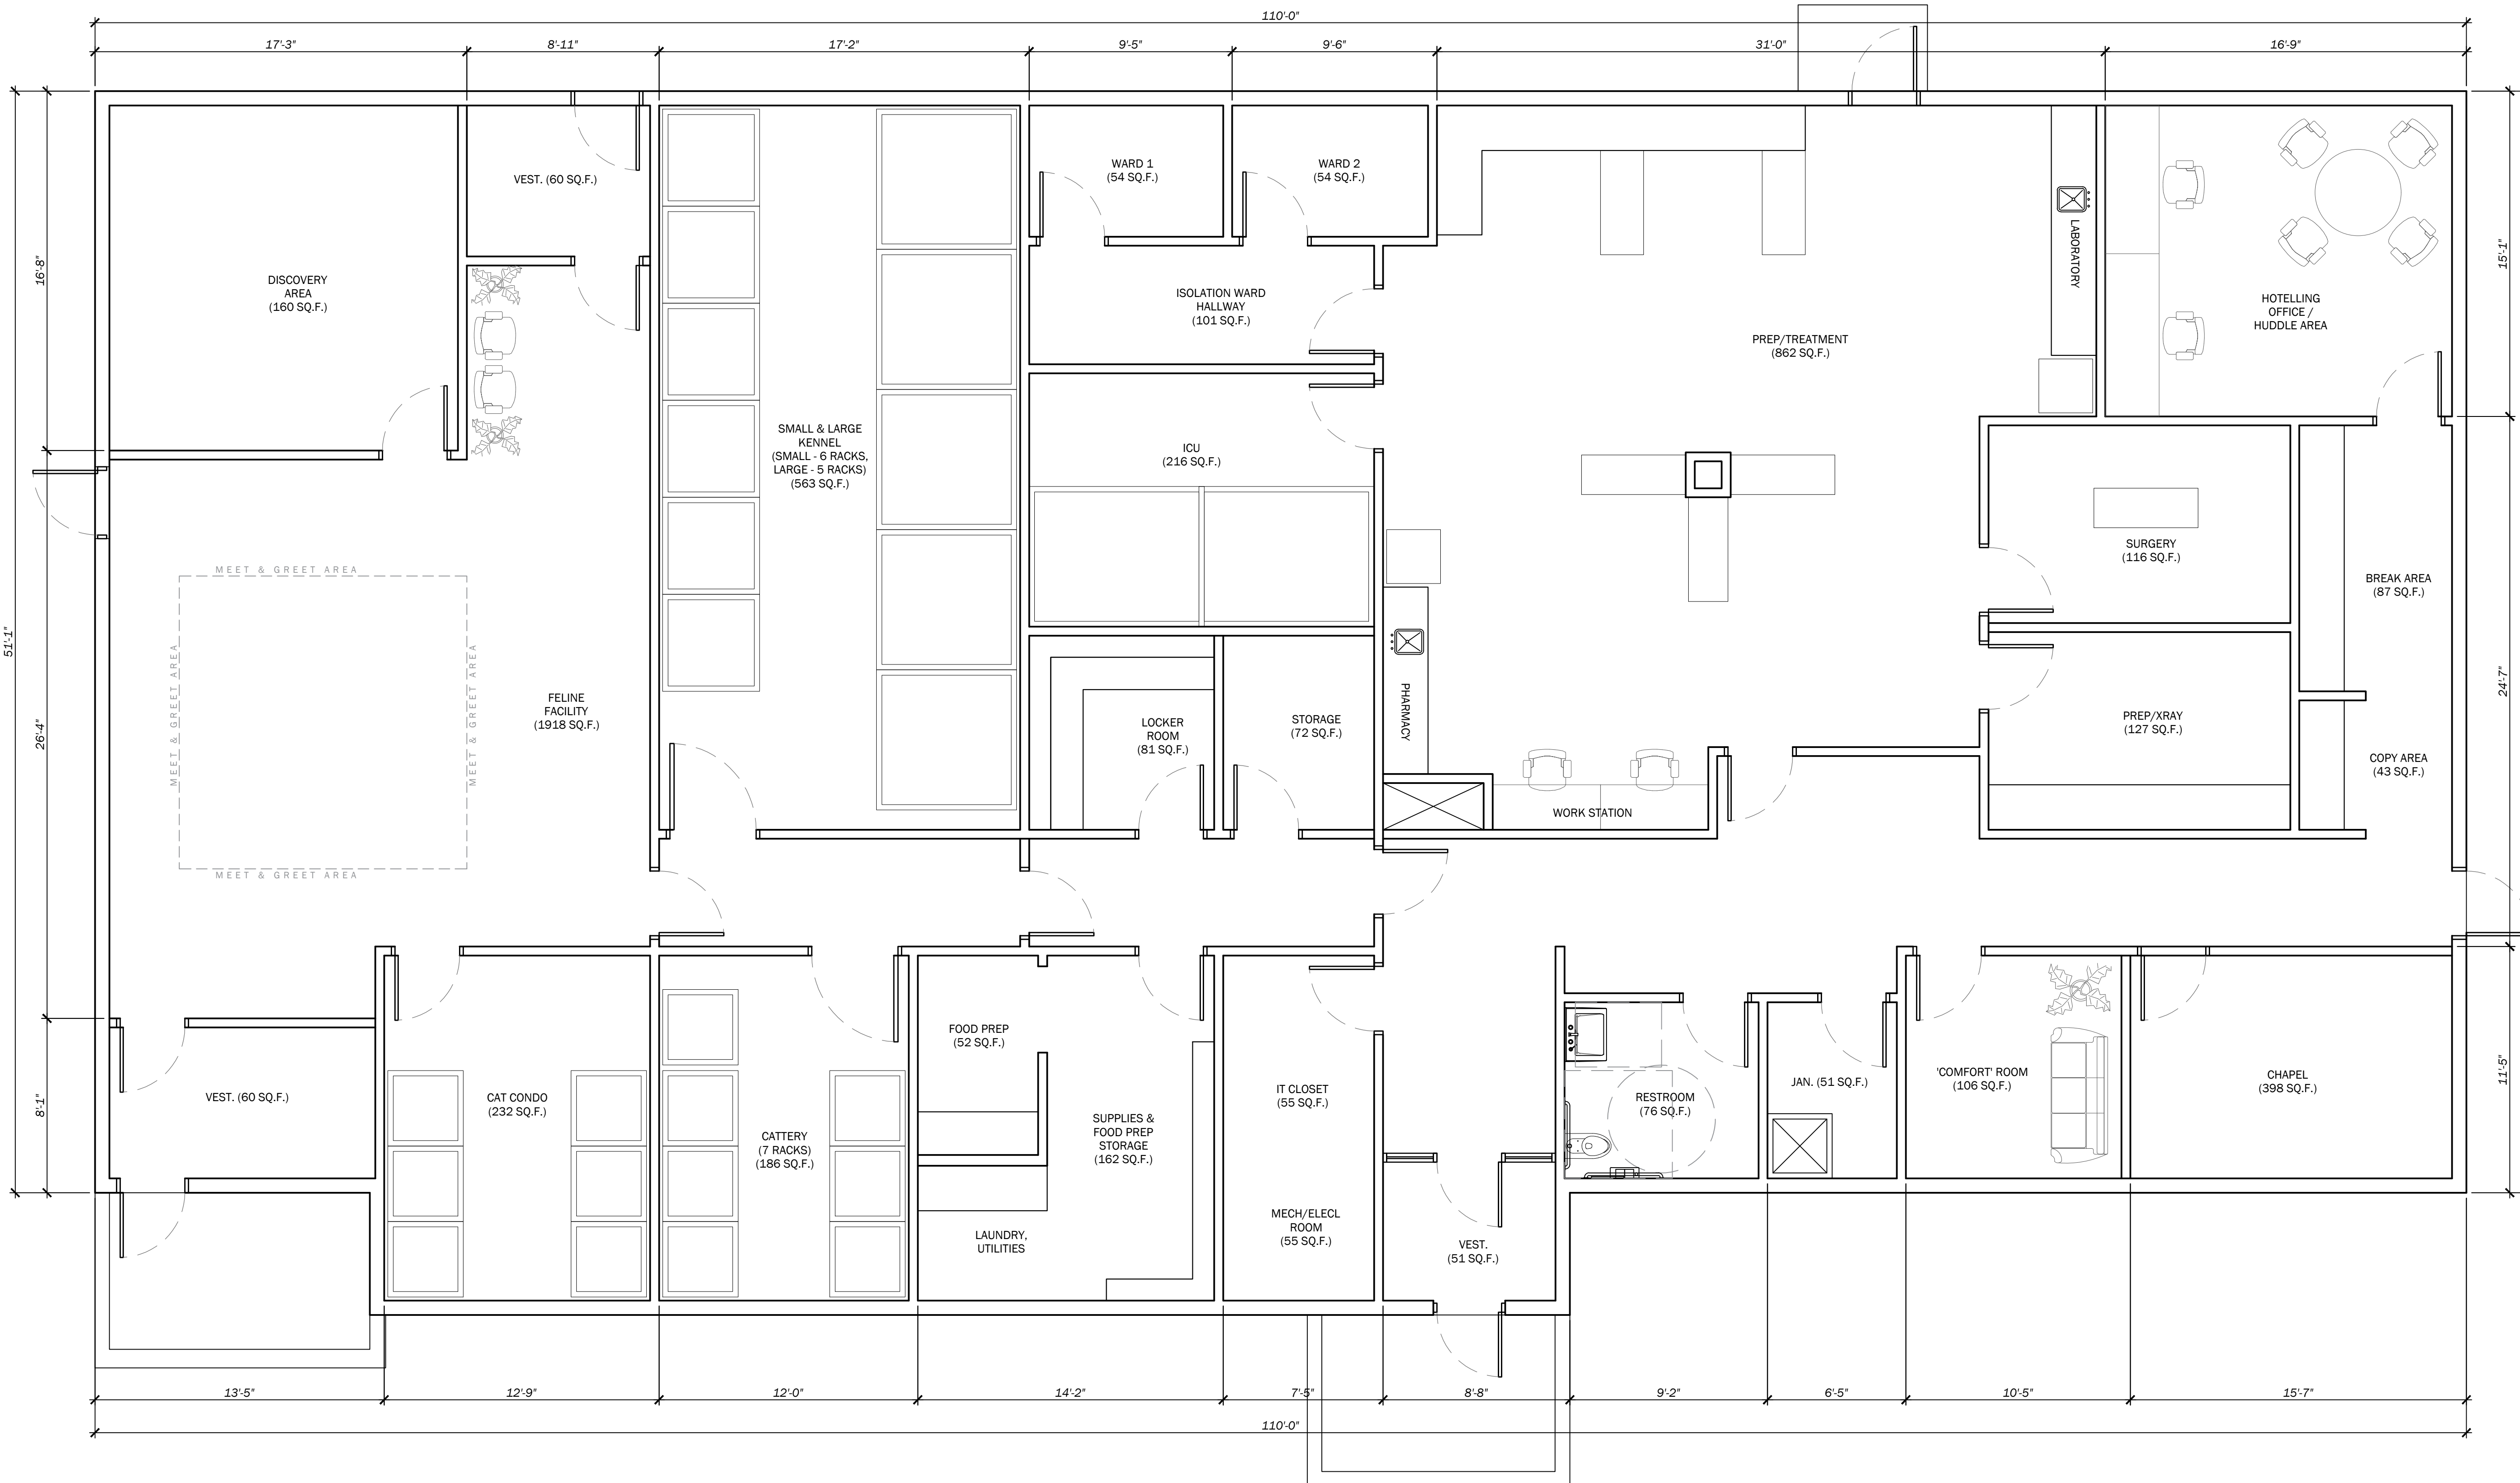 110'-0"
17'-3"
8'-11"
17'-2"
9'-5"
9'-6"
31'-0"
16'-9"
51'-1"
16'-8"
26'-4"
8'-1"
15'-1"
24'-7"
11'-5"
DISCOVERY
AREA
(160 SQ.F.)
VEST. (60 SQ.F.)
SMALL & LARGE
KENNEL
(SMALL - 6 RACKS,
LARGE - 5 RACKS)
(563 SQ.F.)
WARD 1
(54 SQ.F.)
WARD 2
(54 SQ.F.)
ISOLATION WARD
HALLWAY
(101 SQ.F.)
ICU
(216 SQ.F.)
PREP/TREATMENT
(862 SQ.F.)
LABORATORY
HOTELLING
OFFICE /
HUDDLE AREA
SURGERY
(116 SQ.F.)
BREAK AREA
(87 SQ.F.)
MEET & GREET AREA
MEET & GREET AREA
MEET & GREET AREA
MEET & GREET AREA
FELINE
FACILITY
(1918 SQ.F.)
LOCKER
ROOM
(81 SQ.F.)
STORAGE
(72 SQ.F.)
PHARMACY
WORK STATION
PREP/XRAY
(127 SQ.F.)
COPY AREA
(43 SQ.F.)
VEST. (60 SQ.F.)
CAT CONDO
(232 SQ.F.)
CATTERY
(7 RACKS)
(186 SQ.F.)
FOOD PREP
(52 SQ.F.)
SUPPLIES &
FOOD PREP
STORAGE
(162 SQ.F.)
LAUNDRY,
UTILITIES
IT CLOSET
(55 SQ.F.)
MECH/ELECL
ROOM
(55 SQ.F.)
VEST.
(51 SQ.F.)
RESTROOM
(76 SQ.F.)
JAN. (51 SQ.F.)
'COMFORT' ROOM
(106 SQ.F.)
CHAPEL
(398 SQ.F.)
13'-5"
12'-9"
12'-0"
14'-2"
7'-5"
8'-8"
9'-2"
6'-5"
10'-5"
15'-7"
110'-0"